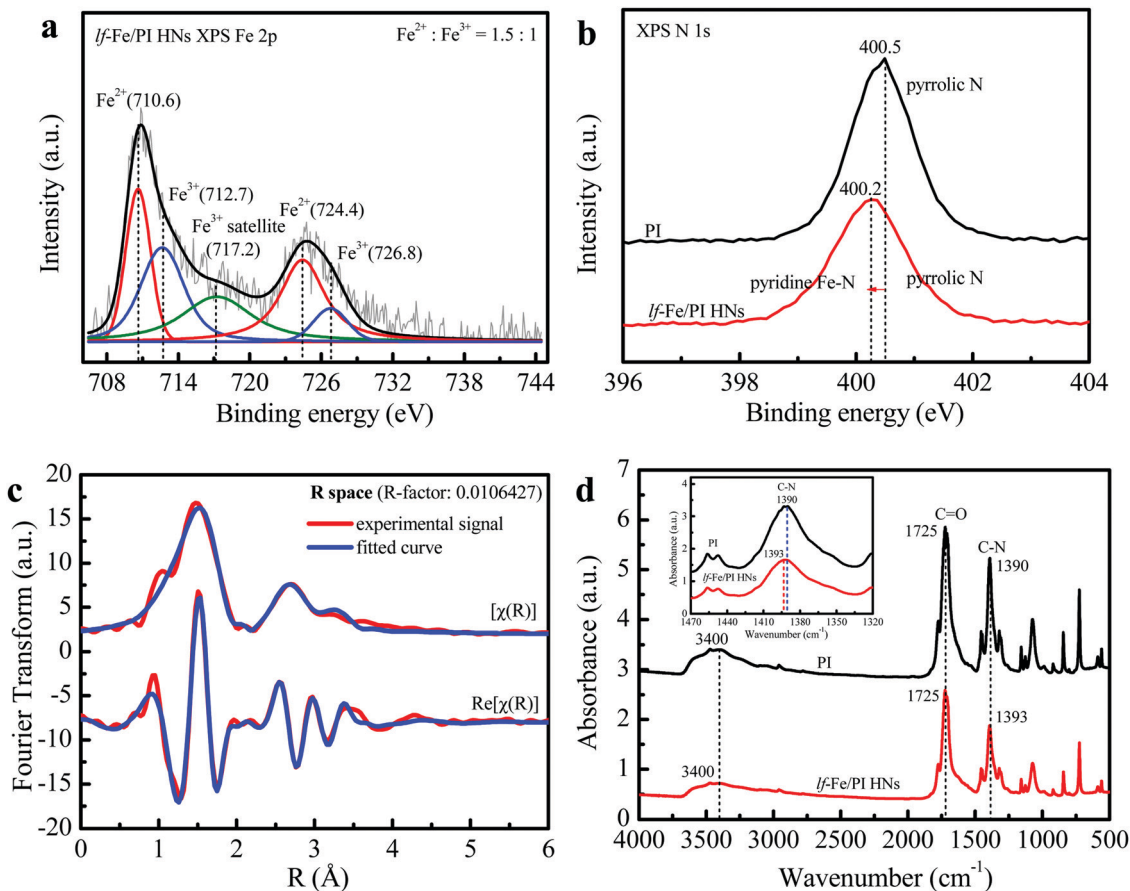 a
lf-Fe/PI HNs XPS Fe 2p
Fe²⁺ : Fe³⁺ = 1.5 : 1
Fe²⁺(710.6)
Fe³⁺(712.7)
Fe³⁺ satellite
(717.2)
Fe²⁺
(724.4)
Fe³⁺(726.8)
Intensity (a.u.)
708 714 720 726 732 738 744
Binding energy (eV)
b
XPS N 1s
400.5
pyrrolic N
400.2
PI
pyridine Fe-N
pyrrolic N
lf-Fe/PI HNs
Intensity (a.u.)
396 398 400 402 404
Binding energy (eV)
c
R space (R-factor: 0.0106427)
experimental signal
fitted curve
[χ(R)]
Re[χ(R)]
Fourier Transform (a.u.)
20
15
10
5
0
-5
-10
-15
-20
0 1 2 3 4 5 6
R (Å)
d
C-N
1390
1393
PI
lf-Fe/PI HNs
Absorbance (a.u.)
4
3
2
1
0
1470 1440 1410 1380 1350 1320
Wavenumber (cm⁻¹)
C=O
1725
C-N
1390
3400
PI
1725
1393
3400
lf-Fe/PI HNs
Absorbance (a.u.)
7
6
5
4
3
2
1
0
4000 3500 3000 2500 2000 1500 1000 500
Wavenumber (cm⁻¹)